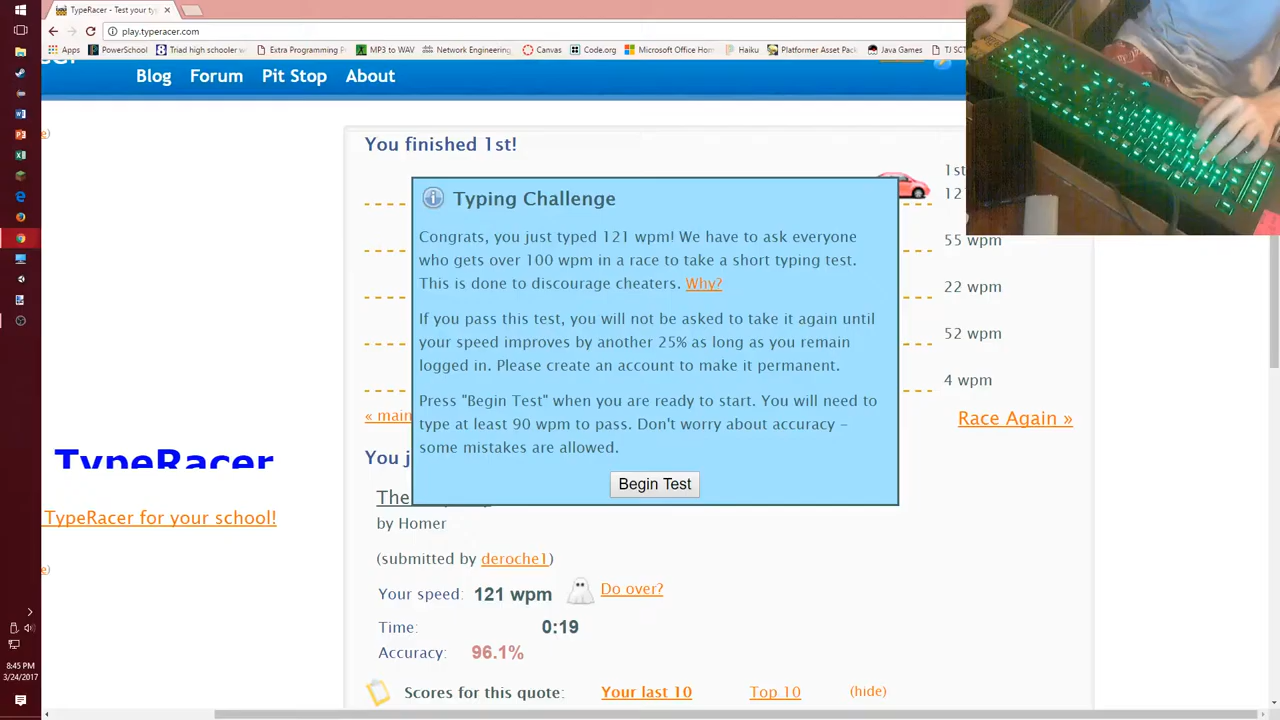 TypeRacer - Test your ty
play.typeracer.com
Apps
PowerSchool
Triad high schooler w
Extra Programming P
MP3 to WAV
Network Engineering
Canvas
Code.org
Microsoft Office Hom
Haiku
Platformer Asset Pack
Java Games
TJ SCT
Blog
Forum
Pit Stop
About
e)
You finished 1st!
1st
12
55 wpm
22 wpm
52 wpm
4 wpm
Typing Challenge
Congrats, you just typed 121 wpm! We have to ask everyone
who gets over 100 wpm in a race to take a short typing test.
This is done to discourage cheaters. Why?
If you pass this test, you will not be asked to take it again until
your speed improves by another 25% as long as you remain
logged in. Please create an account to make it permanent.
Press "Begin Test" when you are ready to start. You will need to
type at least 90 wpm to pass. Don't worry about accuracy –
some mistakes are allowed.
Begin Test
« main
Race Again »
TypeRacer
TypeRacer for your school!
e)
You j
The
by Homer
(submitted by deroche1)
Your speed: 121 wpm
Do over?
Time: 0:19
Accuracy: 96.1%
Scores for this quote: Your last 10 Top 10 (hide)
8:45 PM
3/24/2017